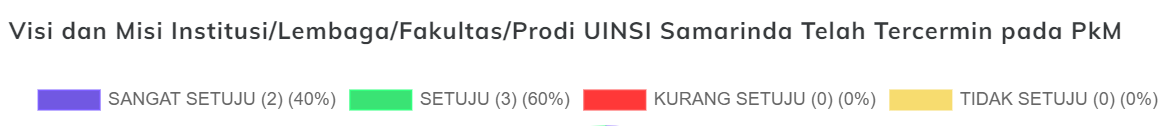 Visi dan Misi Institusi/Lembaga/Fakultas/Prodi UINSI Samarinda Telah Tercermin pada PkM
SANGAT SETUJU (2) (40%) SETUJU (3) (60%) KURANG SETUJU (0) (0%) TIDAK SETUJU (0) (0%)